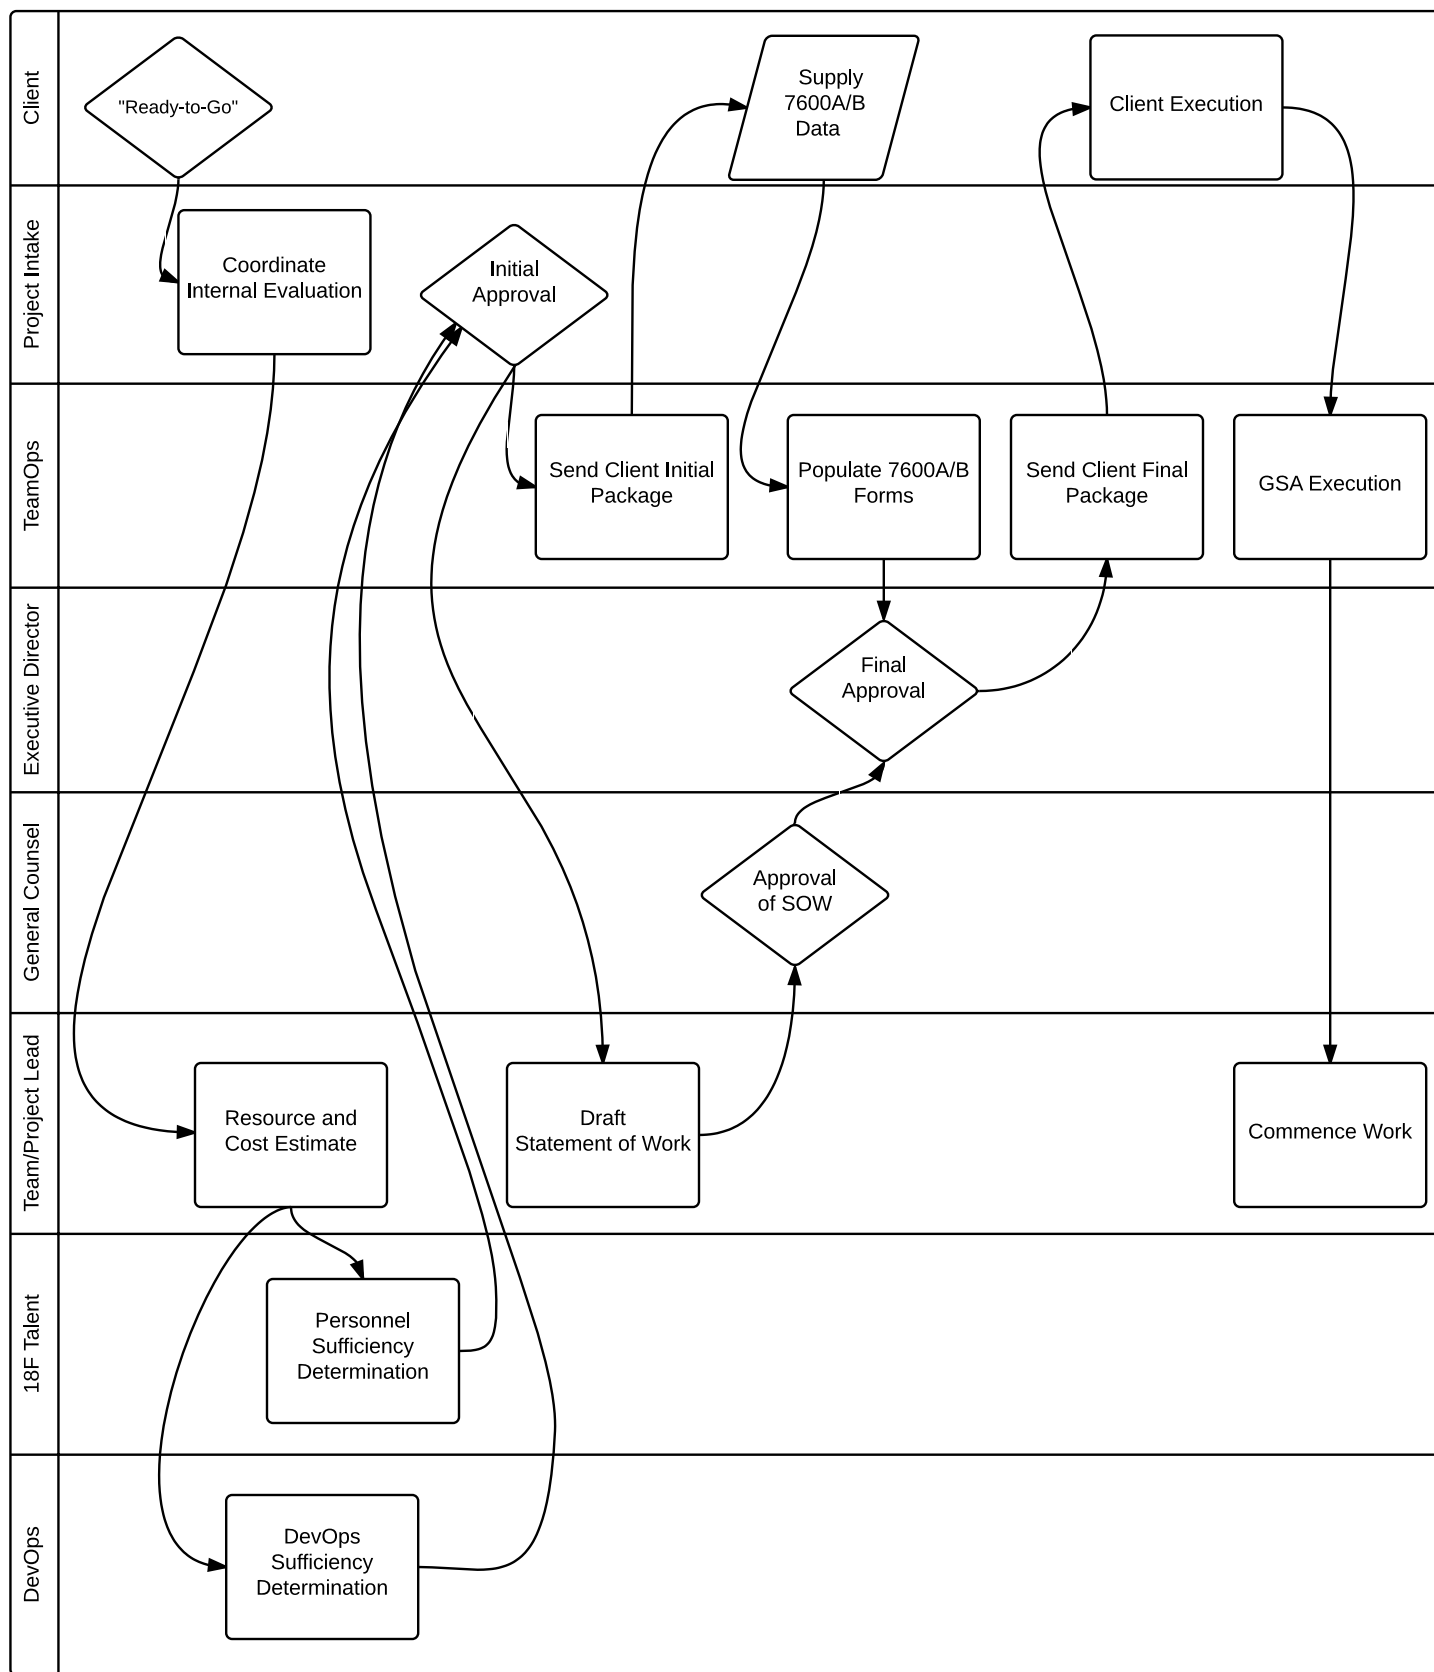 Client
"Ready-to-Go"
Supply
7600A/B
Data
Client Execution
Project Intake
Coordinate
Internal Evaluation
Initial
Approval
TeamOps
Send Client Initial
Package
Populate 7600A/B
Forms
Send Client Final
Package
GSA Execution
Executive Director
Final
Approval
General Counsel
Approval
of SOW
Team/Project Lead
Resource and
Cost Estimate
Draft
Statement of Work
Commence Work
18F Talent
Personnel
Sufficiency
Determination
DevOps
DevOps
Sufficiency
Determination